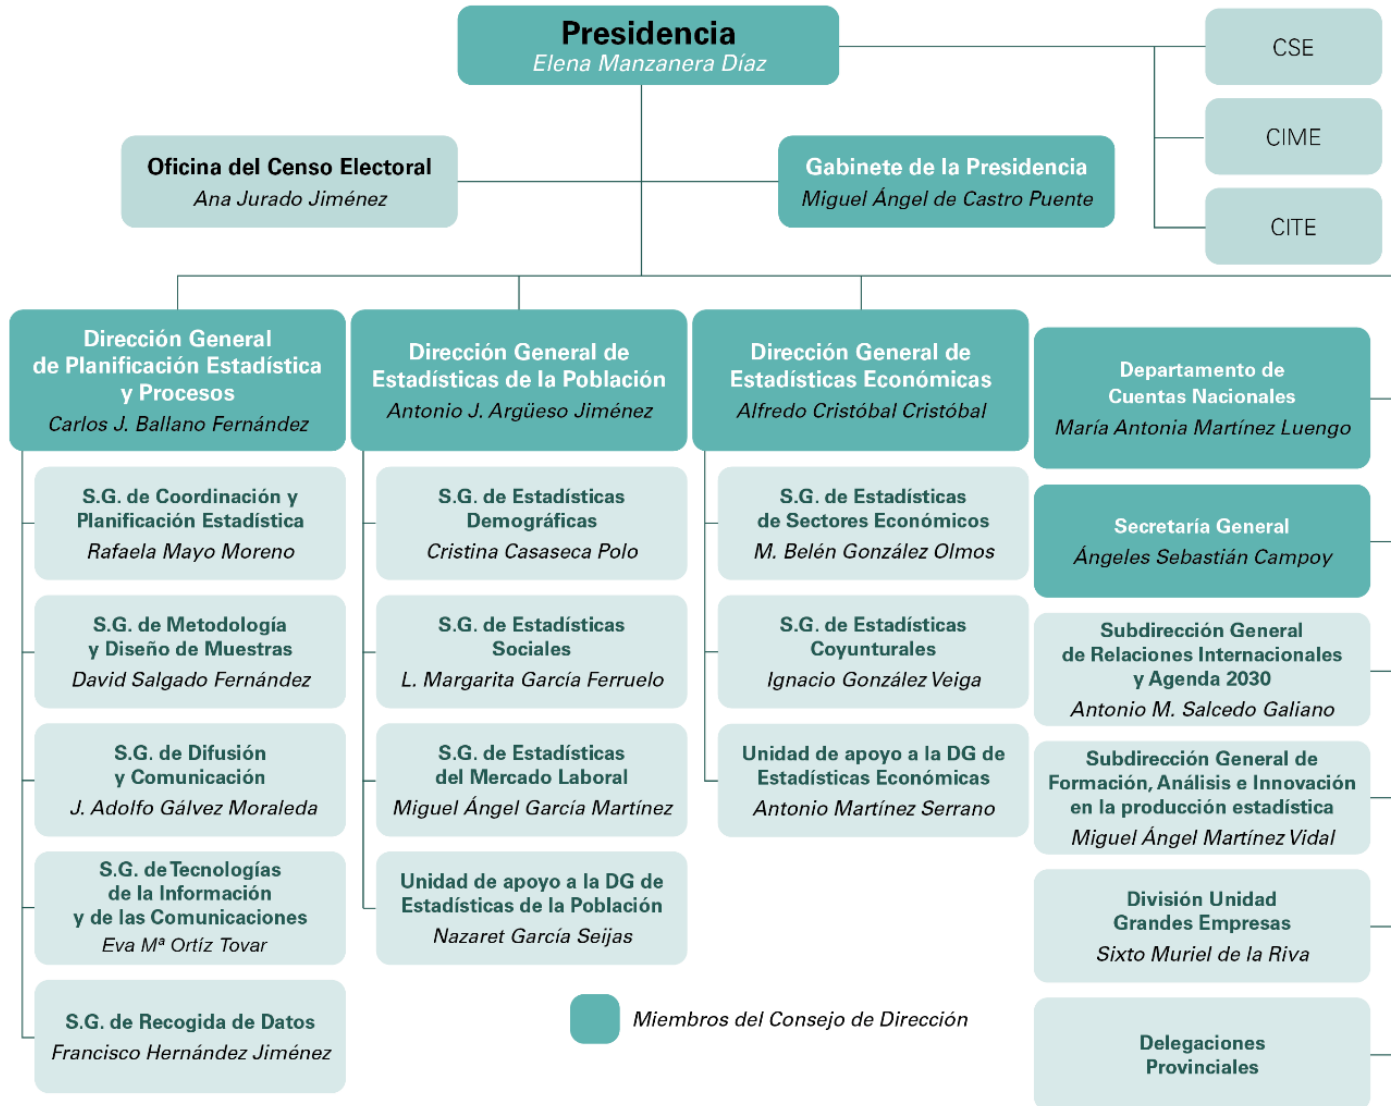 Presidencia
Elena Manzanera Díaz
CSE
CIME
CITE
Oficina del Censo Electoral
Ana Jurado Jiménez
Gabinete de la Presidencia
Miguel Ángel de Castro Puente
Dirección General
de Planificación Estadística
y Procesos
Carlos J. Ballano Fernández
S.G. de Coordinación y
Planificación Estadística
Rafaela Mayo Moreno
S.G. de Metodología
y Diseño de Muestras
David Salgado Fernández
S.G. de Difusión
y Comunicación
J. Adolfo Gálvez Moraleda
S.G. de Tecnologías
de la Información
y de las Comunicaciones
Eva Mª Ortíz Tovar
S.G. de Recogida de Datos
Francisco Hernández Jiménez
Dirección General de
Estadísticas de la Población
Antonio J. Argüeso Jiménez
S.G. de Estadísticas
Demográficas
Cristina Casaseca Polo
S.G. de Estadísticas
Sociales
L. Margarita García Ferruelo
S.G. de Estadísticas
del Mercado Laboral
Miguel Ángel García Martínez
Unidad de apoyo a la DG de
Estadísticas de la Población
Nazaret García Seijas
Dirección General de
Estadísticas Económicas
Alfredo Cristóbal Cristóbal
S.G. de Estadísticas
de Sectores Económicos
M. Belén González Olmos
S.G. de Estadísticas
Coyunturales
Ignacio González Veiga
Unidad de apoyo a la DG de
Estadísticas Económicas
Antonio Martínez Serrano
Departamento de
Cuentas Nacionales
María Antonia Martínez Luengo
Secretaría General
Ángeles Sebastián Campoy
Subdirección General
de Relaciones Internacionales
y Agenda 2030
Antonio M. Salcedo Galiano
Subdirección General de
Formación, Análisis e Innovación
en la producción estadística
Miguel Ángel Martínez Vidal
División Unidad
Grandes Empresas
Sixto Muriel de la Riva
Delegaciones
Provinciales
Miembros del Consejo de Dirección